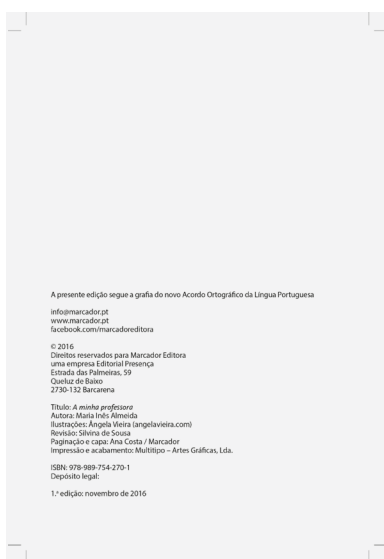 A presente edição segue a grafia do novo Acordo Ortográfico da Língua Portuguesa
info@marcador.pt
www.marcador.pt
facebook.com/marcadoreditora
© 2016
Direitos reservados para Marcador Editora
uma empresa Editorial Presença
Estrada das Palmeiras, 59
Queluz de Baixo
2730-132 Barcarena
Título: A minha professora
Autora: Maria Inês Almeida
Ilustrações: Ângela Vieira (angelavieira.com)
Revisão: Silvina de Sousa
Paginação e capa: Ana Costa / Marcador
Impressão e acabamento: Multitipo – Artes Gráficas, Lda.
ISBN: 978-989-754-270-1
Depósito legal:
1.ª edição: novembro de 2016